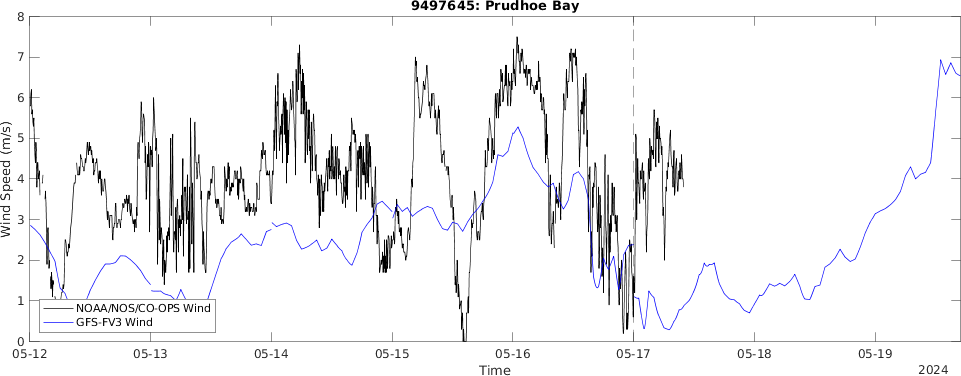 9497645: Prudhoe Bay
8
7
6
5
4
3
2
1
0
Wind Speed (m/s)
NOAA/NOS/CO-OPS Wind
GFS-FV3 Wind
05-12 05-13 05-14 05-15 05-16 05-17 05-18 05-19
Time
2024